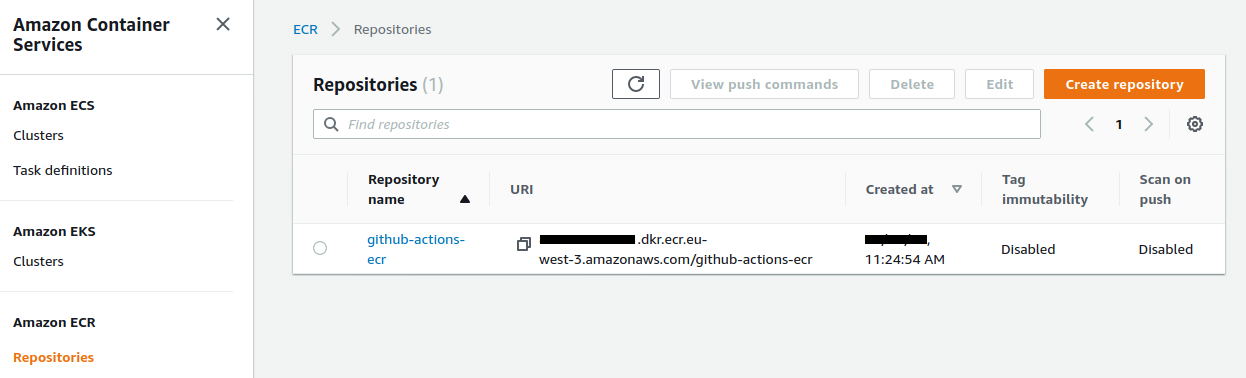 Amazon Container
Services
Amazon ECS
Clusters
Task definitions
Amazon EKS
Clusters
Amazon ECR
Repositories
ECR
Repositories
Repositories (1)
View push commands
Delete
Edit
Create repository
Find repositories
1
Repository
name
URI
Created at
Tag
immutability
Scan on
push
github-actions-
ecr
.dkr.ecr.eu-
west-3.amazonaws.com/github-actions-ecr
,
11:24:54 AM
Disabled
Disabled